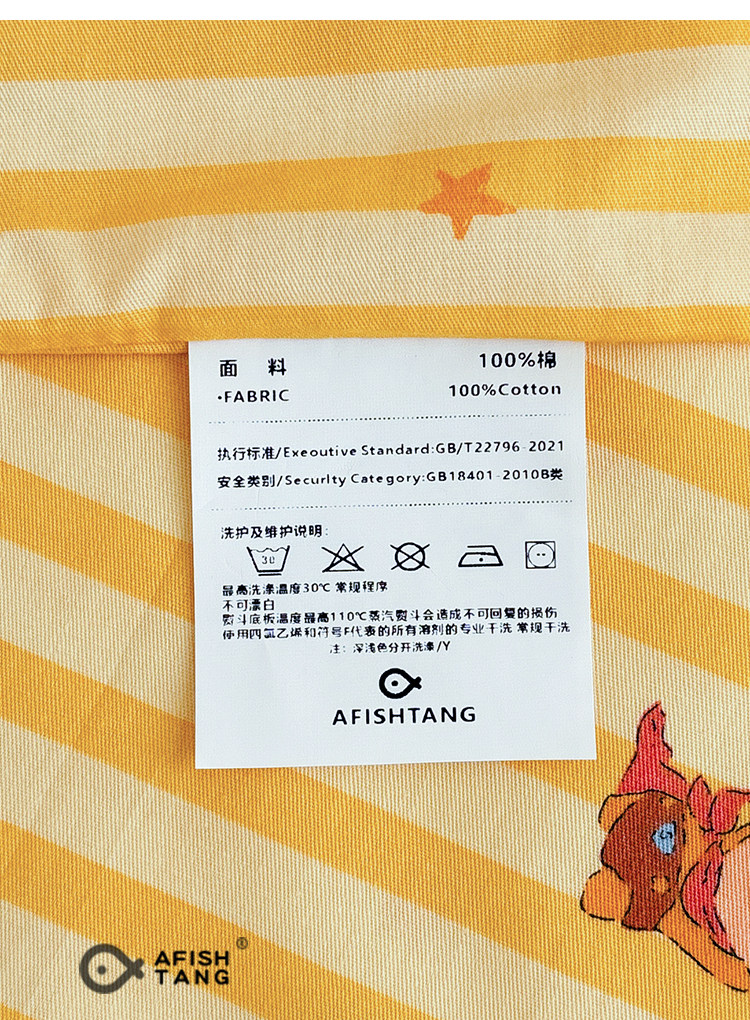 面 料 100%棉
·FABRIC 100%Cotton
执行标准/Exeoutive Standard:GB/T22796-2021
安全类别/Securlty Category:GB18401-2010B类
洗护及维护说明:
30
最高洗涤温度30℃ 常规程序
不可漂白
熨斗底板温度最高110℃蒸汽熨斗会造成不可回复的损伤
使用四氯乙烯和符号F代表的所有溶剂的专业干洗 常规干洗
注: 深浅色分开洗涤/Y
AFISHTANG
AFISH
TANG®